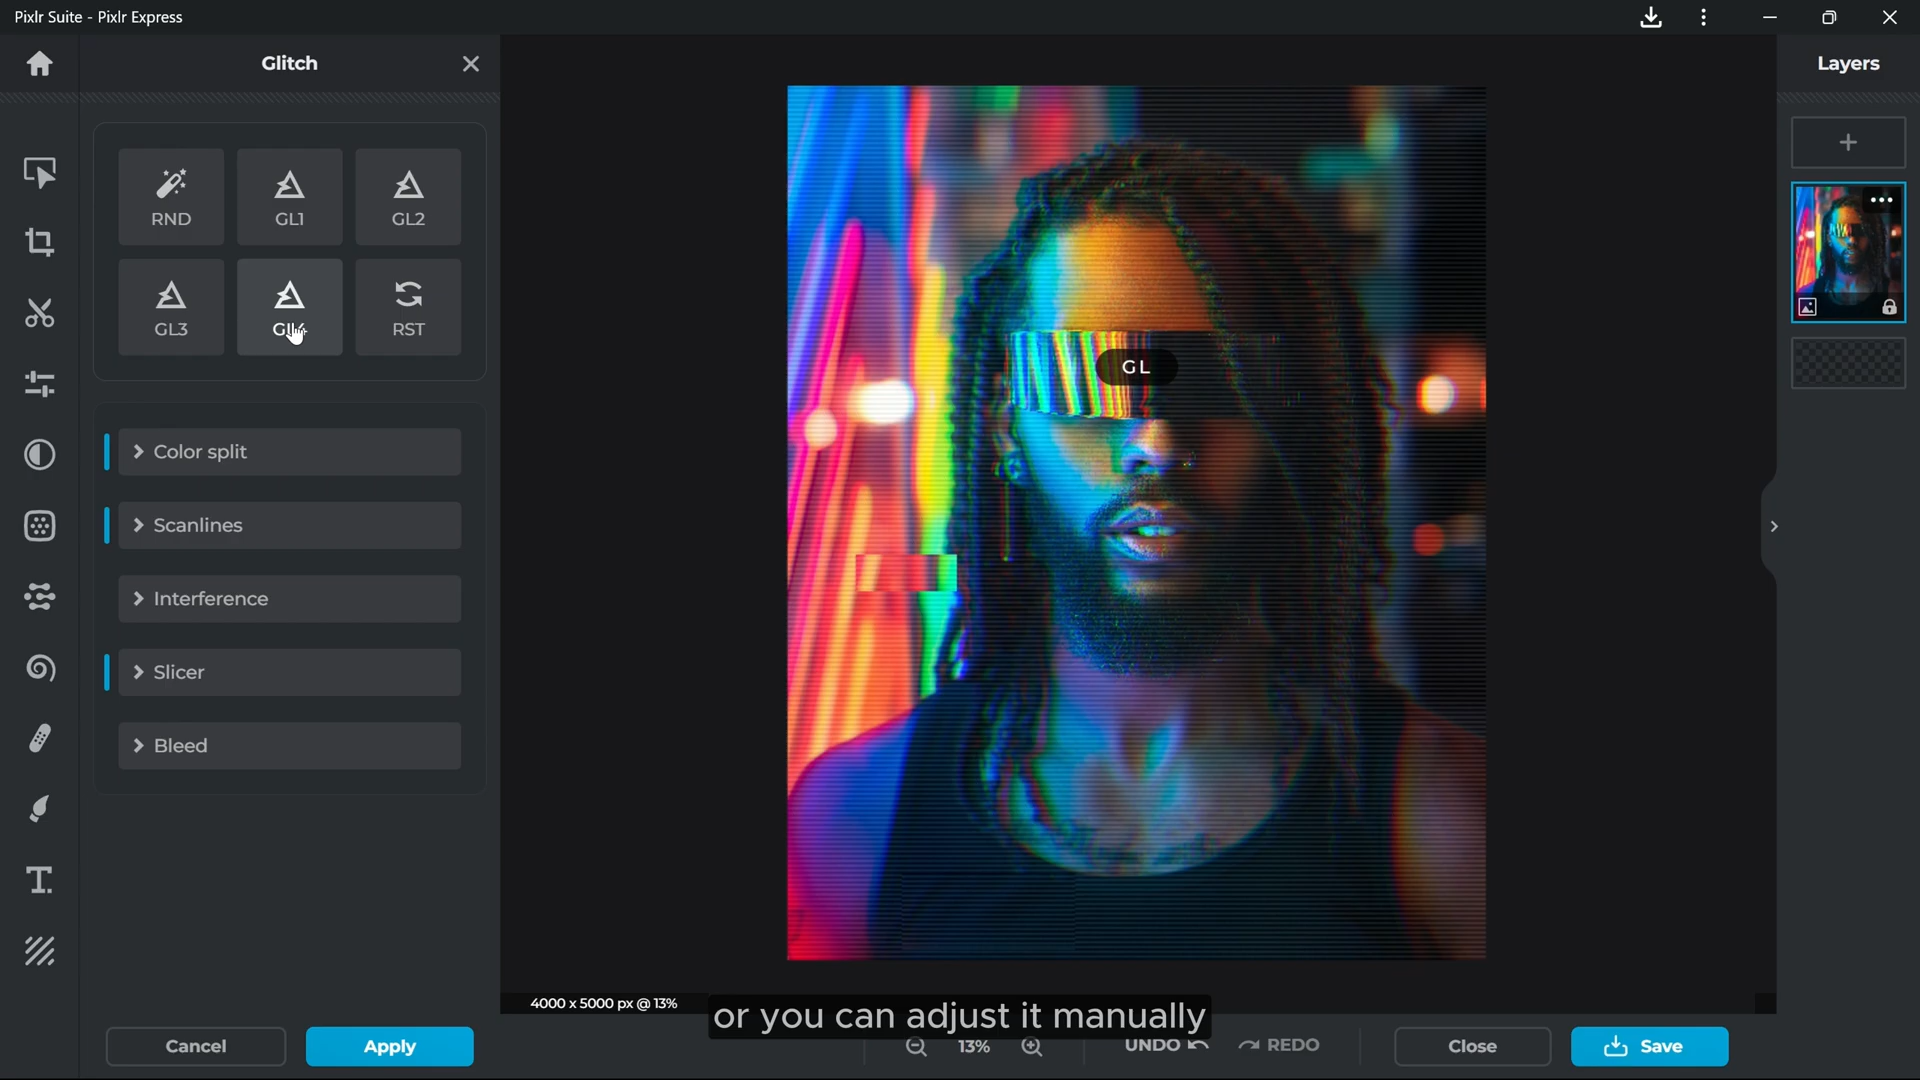 Pixlr Suite - Pixlr Express
Glitch
Layers
RND
GL1
GL2
GL3
RST
GL
Color split
Scanlines
Interference
Slicer
Bleed
4000 x 5000 px @ 13%
or you can adjust it manually
Cancel
Apply
13%
UNDO
REDO
Close
Save